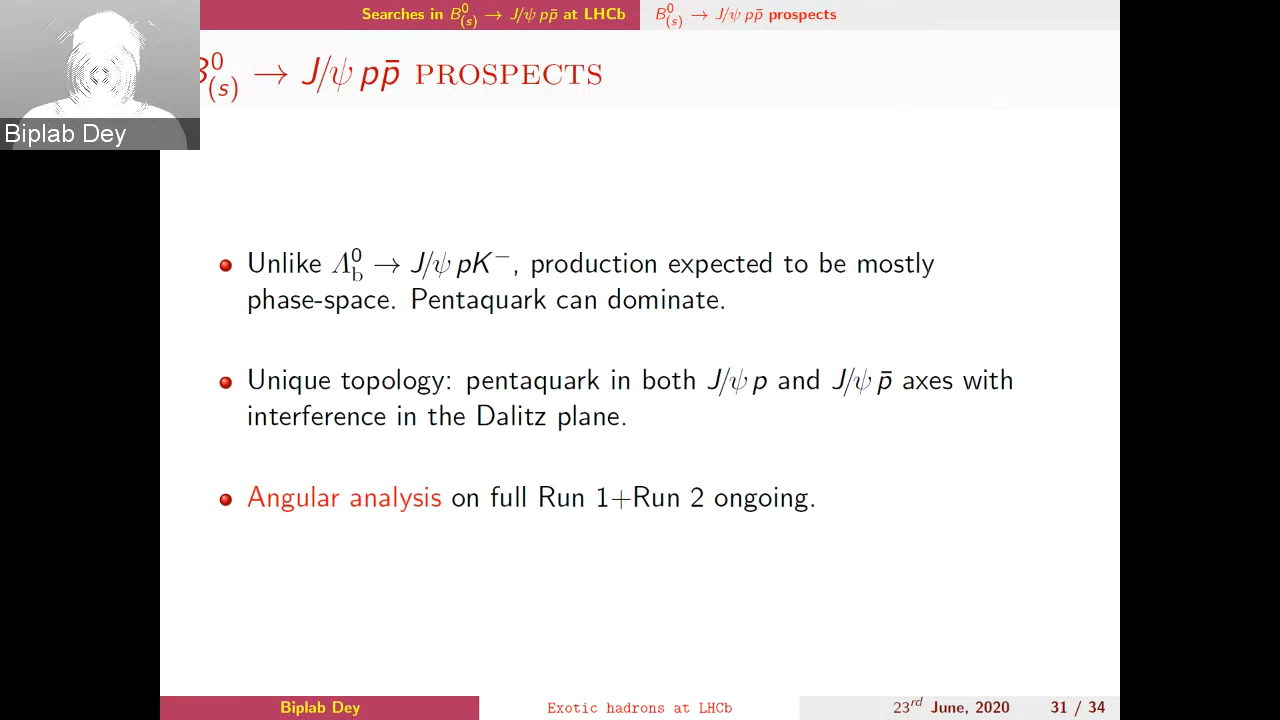 Searches in B⁰₍ₛ₎ → J/ψ pp̄ at LHCb B⁰₍ₛ₎ → J/ψ pp̄ prospects
B⁰₍ₛ₎ → J/ψ pp̄ PROSPECTS
Biplab Dey
Unlike Λ⁰_b → J/ψ pK⁻, production expected to be mostly
phase-space. Pentaquark can dominate.
Unique topology: pentaquark in both J/ψ p and J/ψ p̄ axes with
interference in the Dalitz plane.
Angular analysis on full Run 1+Run 2 ongoing.
Biplab Dey Exotic hadrons at LHCb 23rd June, 2020 31 / 34